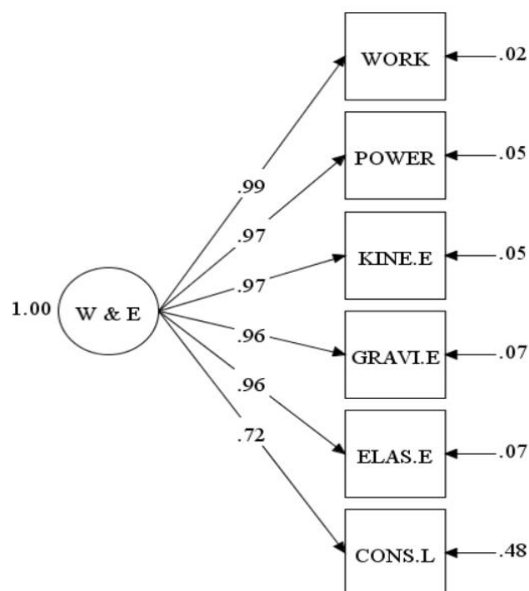 WORK
.02
.99
POWER
.05
.97
KINE.E
.05
.97
1.00
W & E
GRAVI.E
.07
.96
ELAS.E
.07
.96
CONS.L
.48
.72